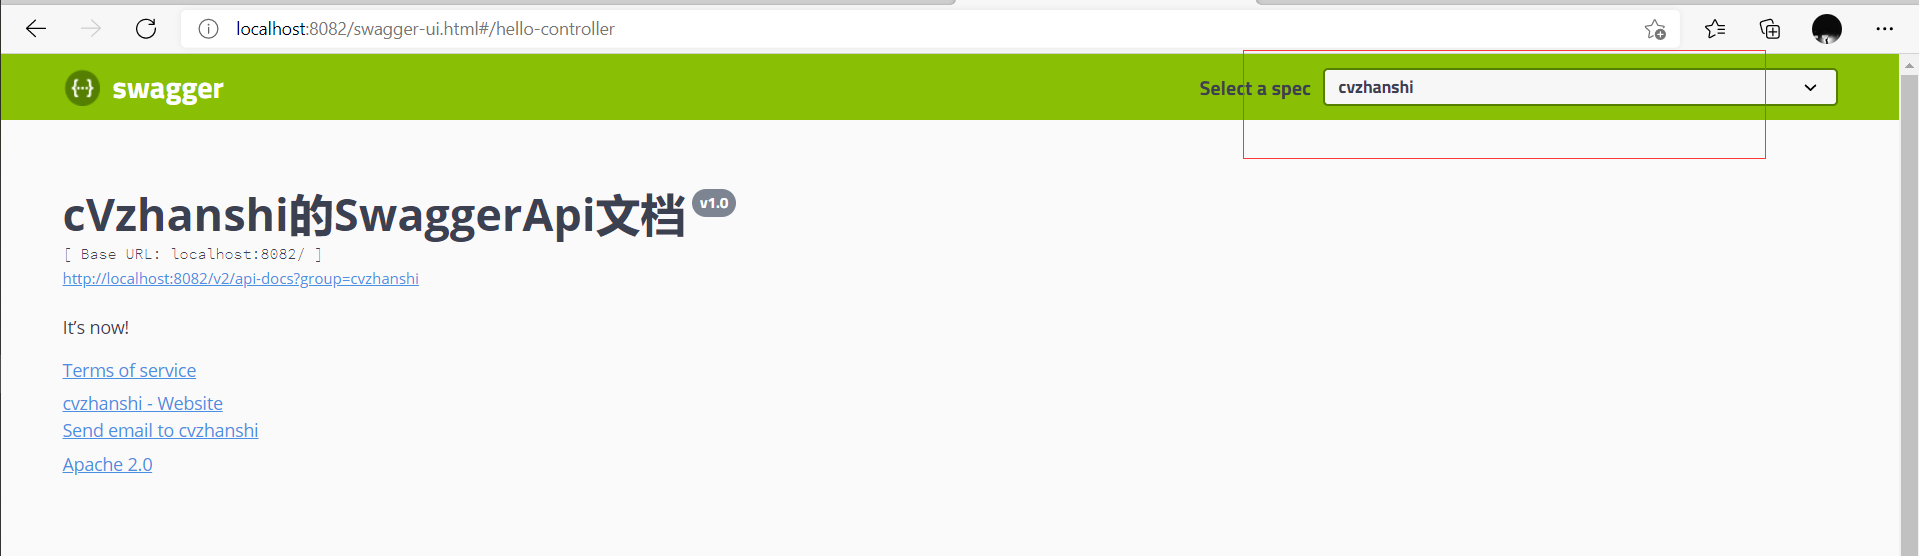 localhost:8082/swagger-ui.html#/hello-controller
swagger
Select a spec
cvzhanshi
cVzhanshi的SwaggerApi文档 v1.0
[ Base URL: localhost:8082/ ]
http://localhost:8082/v2/api-docs?group=cvzhanshi
It’s now!
Terms of service
cvzhanshi - Website
Send email to cvzhanshi
Apache 2.0